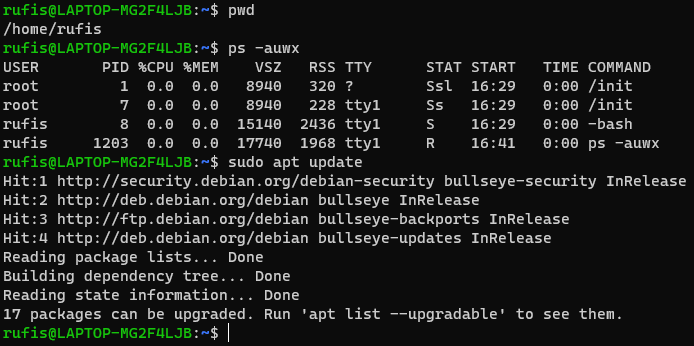 rufis@LAPTOP-MG2F4LJB:~$ pwd
/home/rufis
rufis@LAPTOP-MG2F4LJB:~$ ps -auwx
USER       PID %CPU %MEM    VSZ   RSS TTY      STAT START   TIME COMMAND
root         1  0.0  0.0   8940   320 ?        Ssl  16:29   0:00 /init
root         7  0.0  0.0   8940   228 tty1     Ss   16:29   0:00 /init
rufis        8  0.0  0.0  15140  2436 tty1     S    16:29   0:00 -bash
rufis     1203  0.0  0.0  17740  1968 tty1     R    16:41   0:00 ps -auwx
rufis@LAPTOP-MG2F4LJB:~$ sudo apt update
Hit:1 http://security.debian.org/debian-security bullseye-security InRelease
Hit:2 http://deb.debian.org/debian bullseye InRelease
Hit:3 http://ftp.debian.org/debian bullseye-backports InRelease
Hit:4 http://deb.debian.org/debian bullseye-updates InRelease
Reading package lists... Done
Building dependency tree... Done
Reading state information... Done
17 packages can be upgraded. Run 'apt list --upgradable' to see them.
rufis@LAPTOP-MG2F4LJB:~$